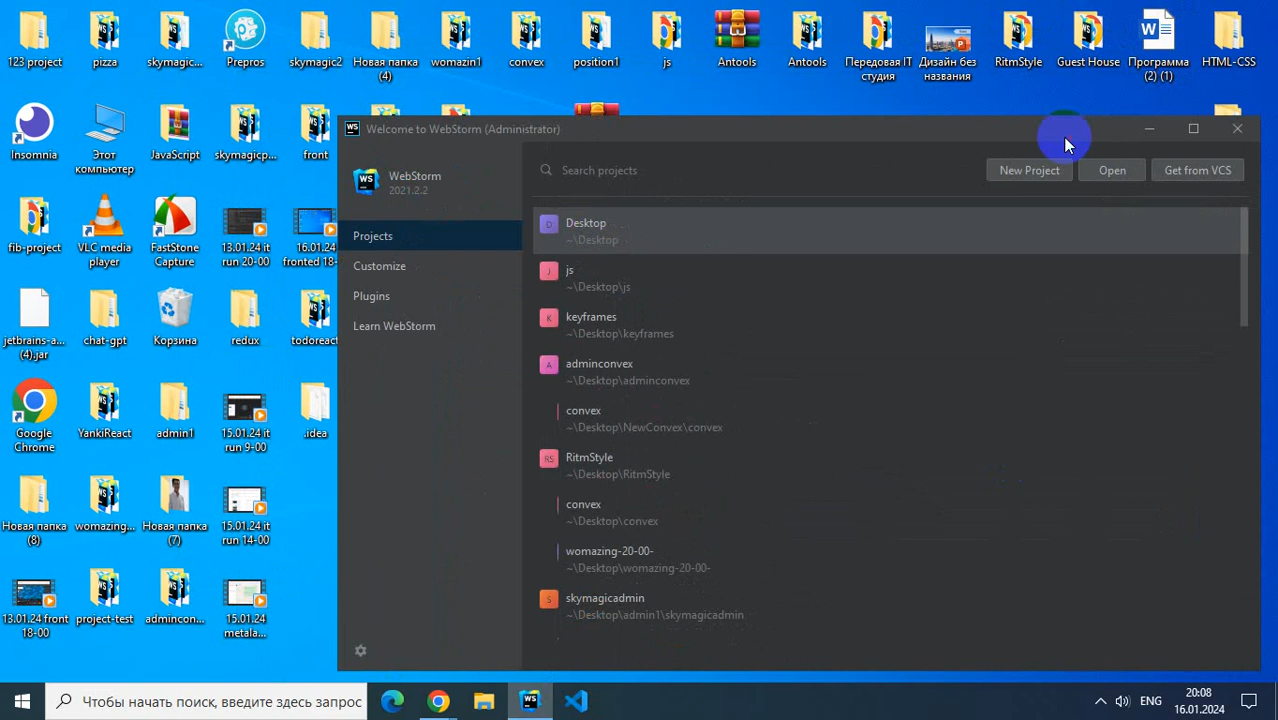 123 project
pizza
skymagic...
Prepros
skymagic2
Новая папка
(4)
womazin1
convex
position1
js
Antools
Antools
Передовая IT
студия
Дизайн без
названия
RitmStyle
Guest House
Программа
(2) (1)
HTML-CSS
Insomnia
Этот
компьютер
JavaScript
skymagicp...
front
fib-project
VLC media
player
FastStone
Capture
13.01.24 it
run 20-00
16.01.24
fronted 18-
jetbrains-a...
(4).jar
chat-gpt
Корзина
redux
todoreact
Google
Chrome
YankiReact
admin1
15.01.24 it
run 9-00
.idea
Новая папка
(8)
womazing...
Новая папка
(7)
15.01.24 it
run 14-00
13.01.24 front
18-00
project-test
admincon...
15.01.24
metala...
WS Welcome to WebStorm (Administrator)
WS
WebStorm
2021.2.2
Projects
Customize
Plugins
Learn WebStorm
Search projects
New Project
Open
Get from VCS
D
Desktop
~\Desktop
J
js
~\Desktop\js
K
keyframes
~\Desktop\keyframes
A
adminconvex
~\Desktop\adminconvex
convex
~\Desktop\NewConvex\convex
RS
RitmStyle
~\Desktop\RitmStyle
convex
~\Desktop\convex
womazing-20-00-
~\Desktop\womazing-20-00-
S
skymagicadmin
~\Desktop\admin1\skymagicadmin
Чтобы начать поиск, введите здесь запрос
ENG
20:08
16.01.2024